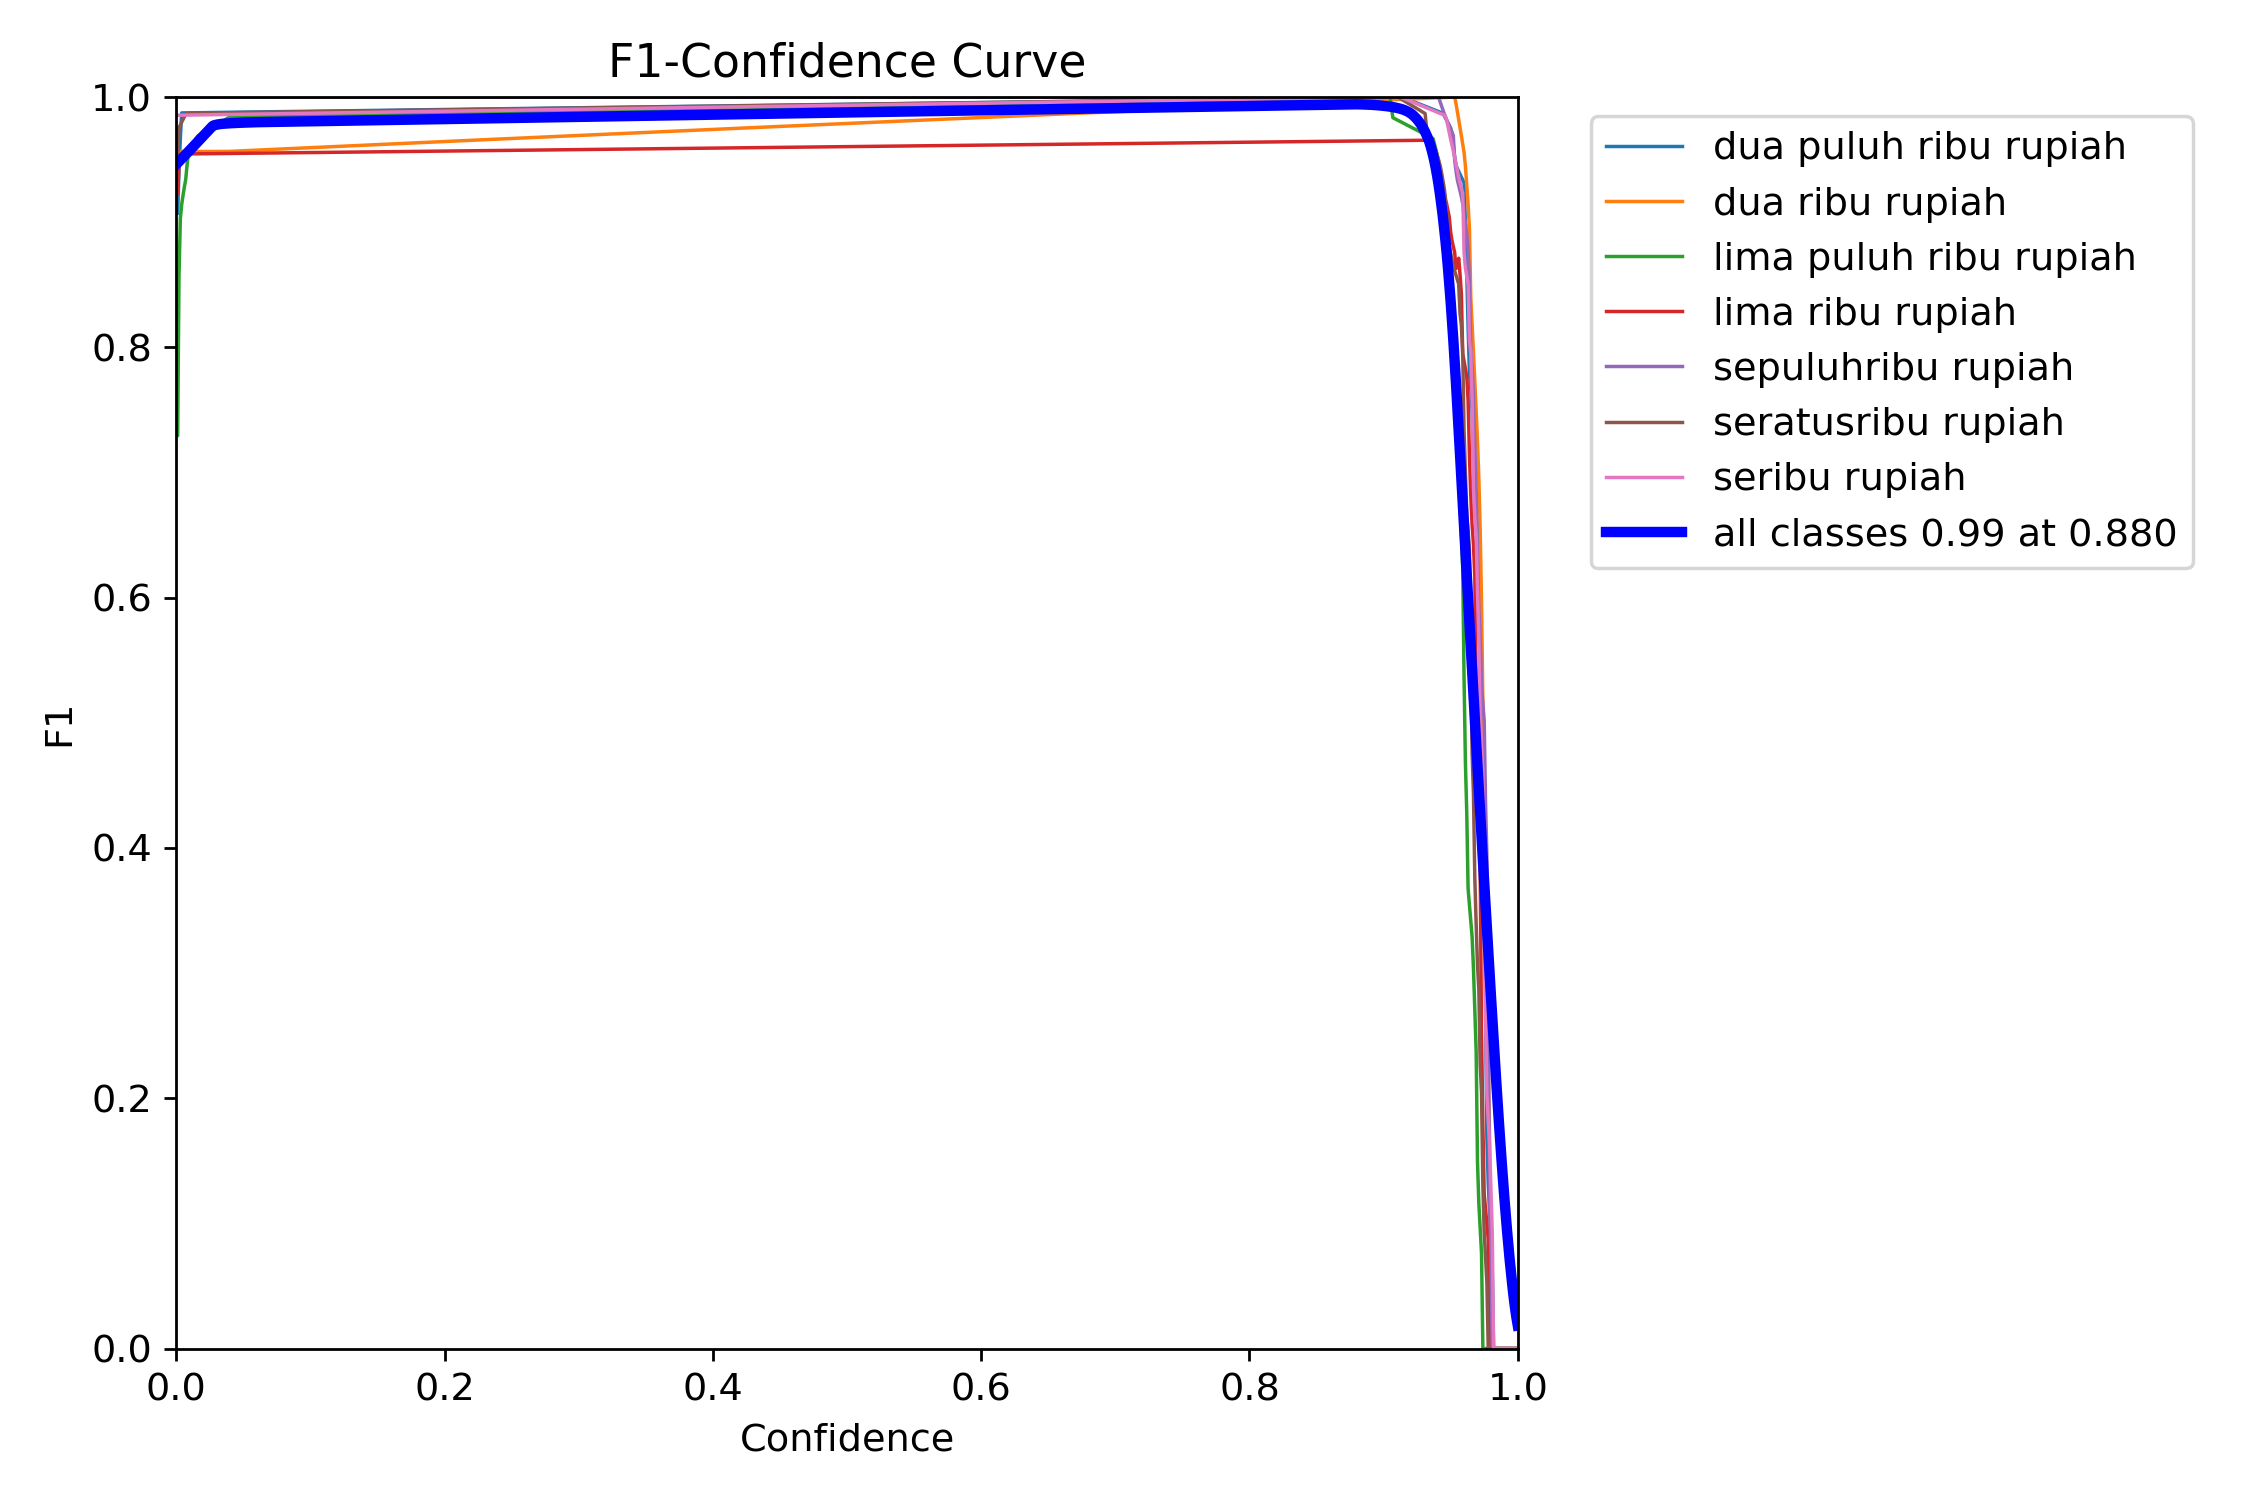 F1-Confidence Curve
1.0
0.8
0.6
0.4
0.2
0.0
F1
0.0 0.2 0.4 0.6 0.8 1.0
Confidence
dua puluh ribu rupiah
dua ribu rupiah
lima puluh ribu rupiah
lima ribu rupiah
sepuluhribu rupiah
seratusribu rupiah
seribu rupiah
all classes 0.99 at 0.880